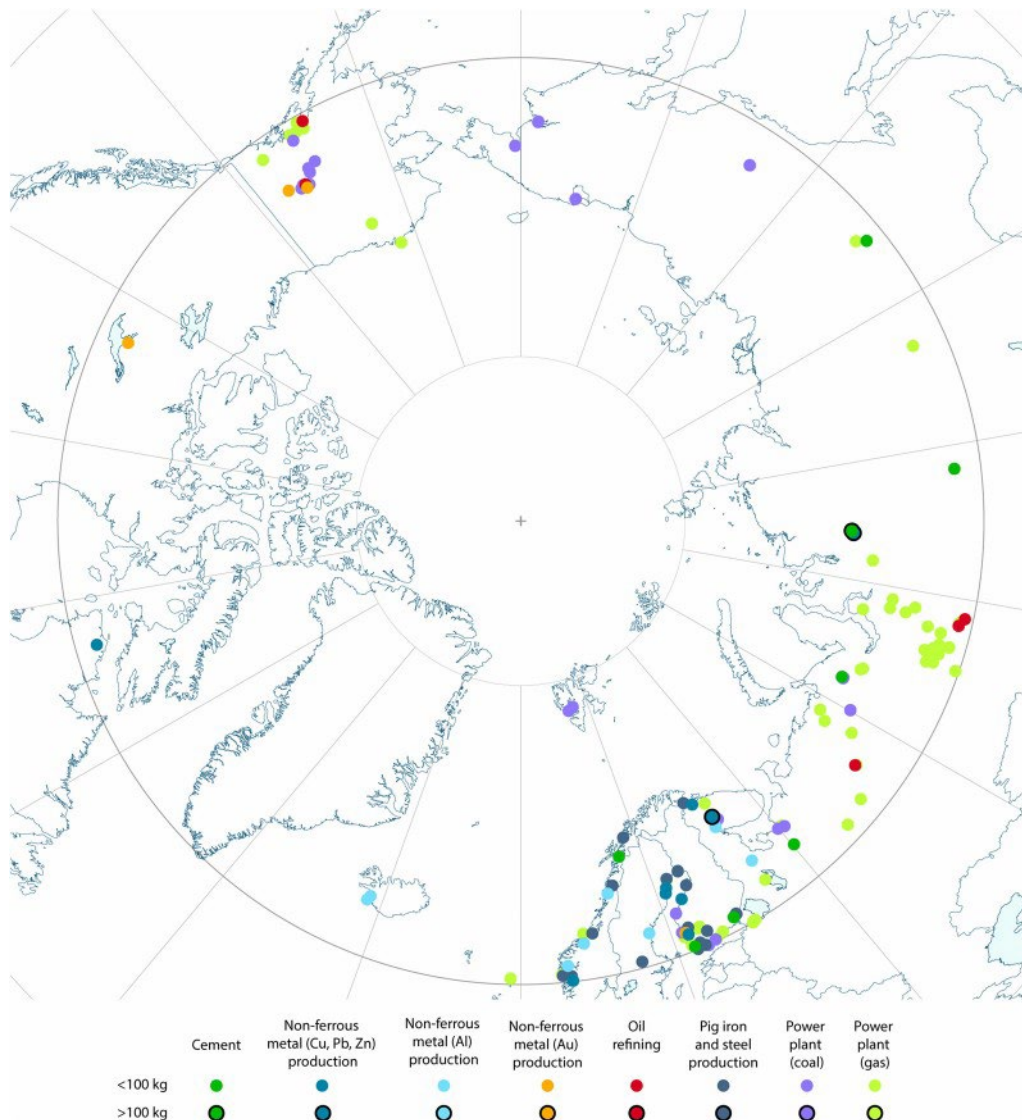 Cement
Non-ferrous
metal (Cu, Pb, Zn)
production
Non-ferrous
metal (Al)
production
Non-ferrous
metal (Au)
production
Oil
refining
Pig iron
and steel
production
Power
plant
(coal)
Power
plant
(gas)
<100 kg
>100 kg